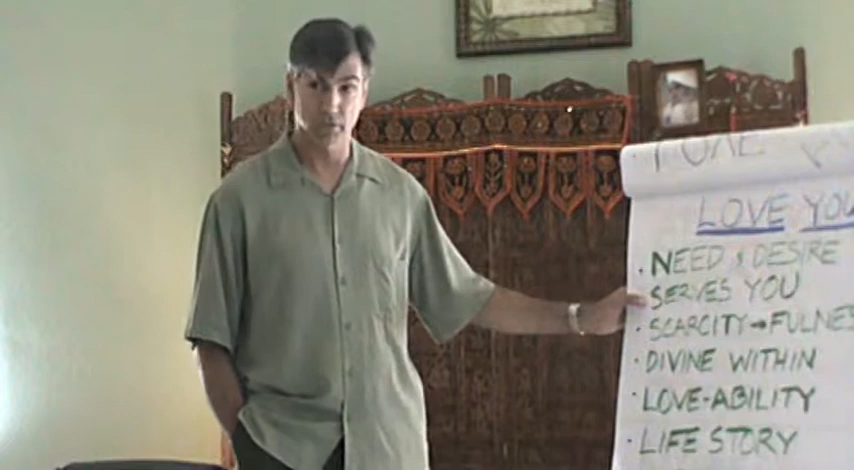 LOVE YOU
· NEED & DESIRE
· SERVES YOU
· SCARCITY→FULNES
· DIVINE WITHIN
· LOVE-ABILITY
· LIFE STORY